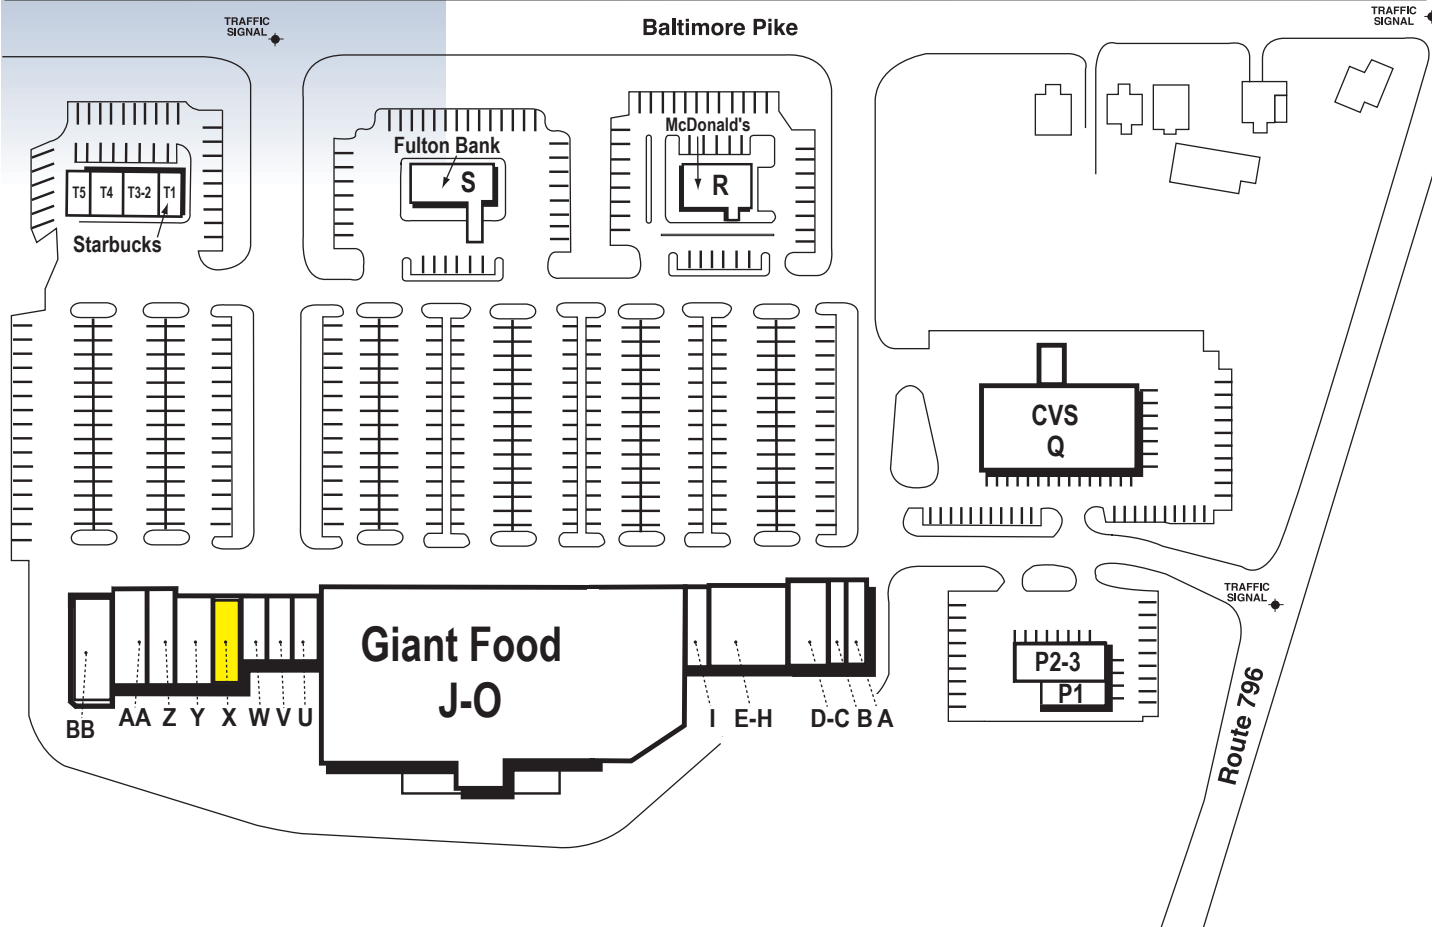 TRAFFIC
SIGNAL
Baltimore Pike
TRAFFIC
SIGNAL
McDonald's
Fulton Bank
S
R
T5 T4 T3-2 T1
Starbucks
CVS
Q
TRAFFIC
SIGNAL
Giant Food
J-O
P2-3
P1
BB AA Z Y X W V U
I E-H D-C B A
Route 796